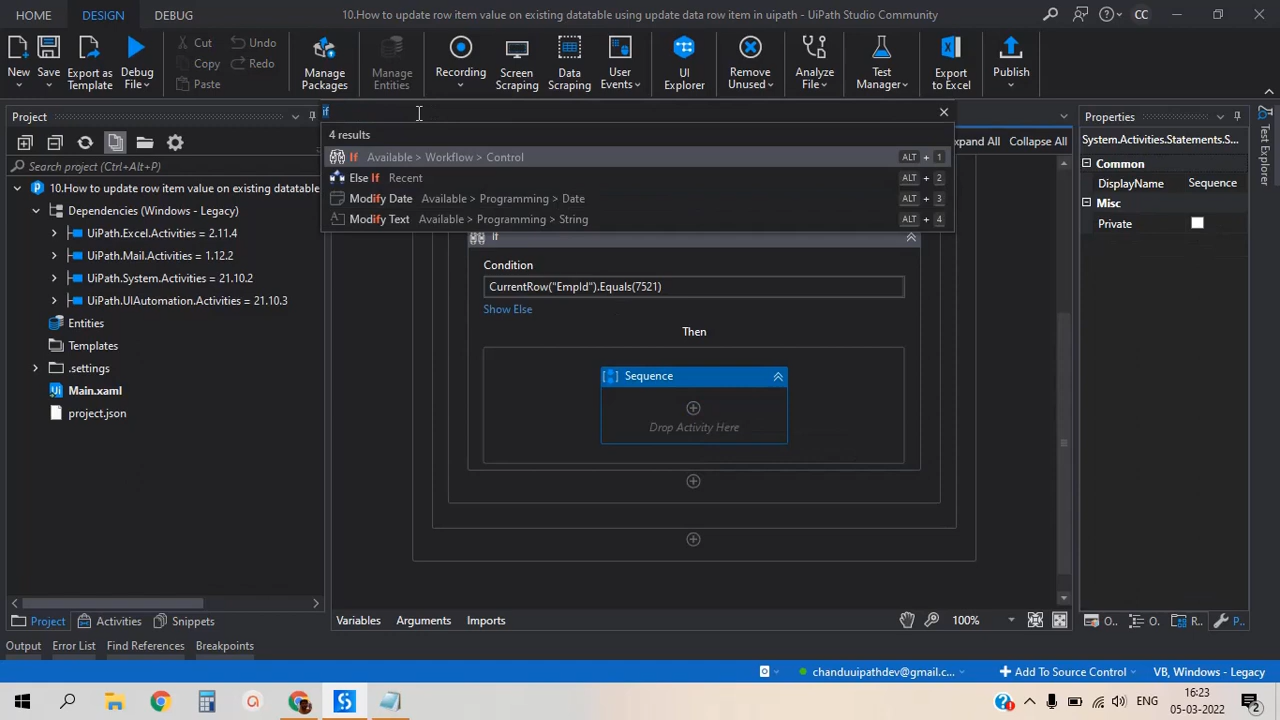 HOME
DESIGN
DEBUG
10.How to update row item value on existing datatable using update data row item in uipath - UiPath Studio Community
CC
New
Save
Export as Template
Debug File
Cut
Copy
Paste
Undo
Redo
Manage Packages
Manage Entities
Recording
Screen Scraping
Data Scraping
User Events
UI Explorer
Remove Unused
Analyze File
Test Manager
Export to Excel
Publish
Project
if
4 results
If Available > Workflow > Control ALT + 1
Else If Recent ALT + 2
Modify Date Available > Programming > Date ALT + 3
Modify Text Available > Programming > String ALT + 4
Search project (Ctrl+Alt+F)
10.How to update row item value on existing datatable
Dependencies (Windows - Legacy)
UiPath.Excel.Activities = 2.11.4
UiPath.Mail.Activities = 1.12.2
UiPath.System.Activities = 21.10.2
UiPath.UIAutomation.Activities = 21.10.3
Entities
Templates
.settings
Main.xaml
project.json
xpand All
Collapse All
If
Condition
CurrentRow("EmpId").Equals(7521)
Show Else
Then
Sequence
Drop Activity Here
Properties
System.Activities.Statements.S...
Common
DisplayName Sequence
Misc
Private
Test Explorer
Project
Activities
Snippets
Variables
Arguments
Imports
100%
O..
O.
R..
P..
Output
Error List
Find References
Breakpoints
chanduuipathdev@gmail.c...
Add To Source Control
VB, Windows - Legacy
ENG
16:23
05-03-2022
2